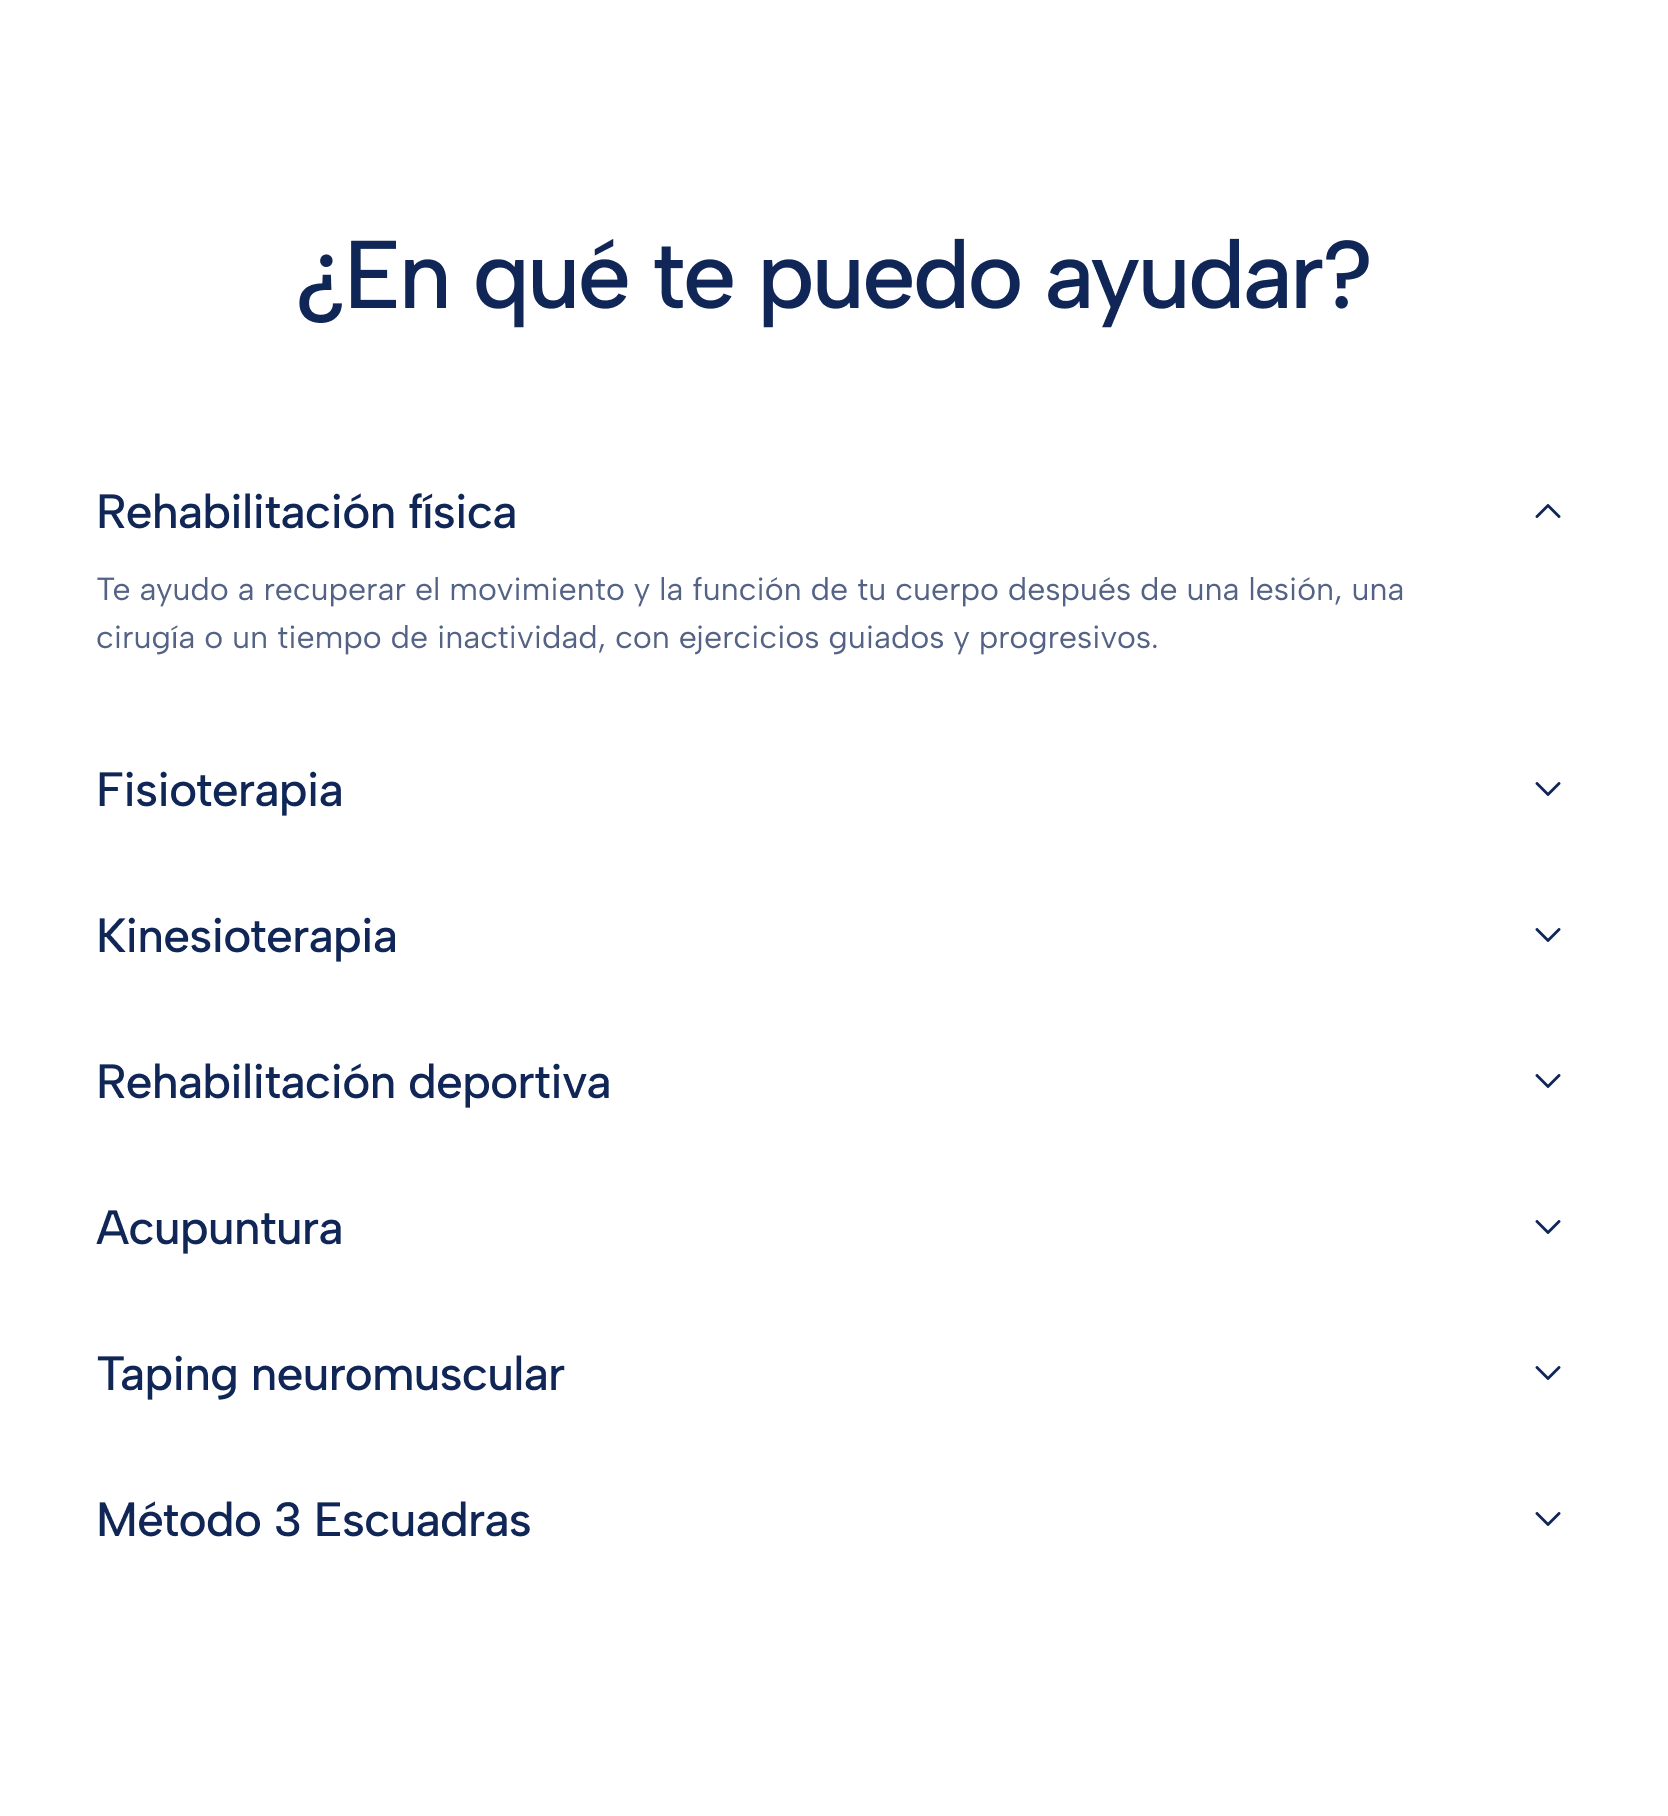 ¿En qué te puedo ayudar?
Rehabilitación física
Te ayudo a recuperar el movimiento y la función de tu cuerpo después de una lesión, una
cirugía o un tiempo de inactividad, con ejercicios guiados y progresivos.
Fisioterapia
Kinesioterapia
Rehabilitación deportiva
Acupuntura
Taping neuromuscular
Método 3 Escuadras